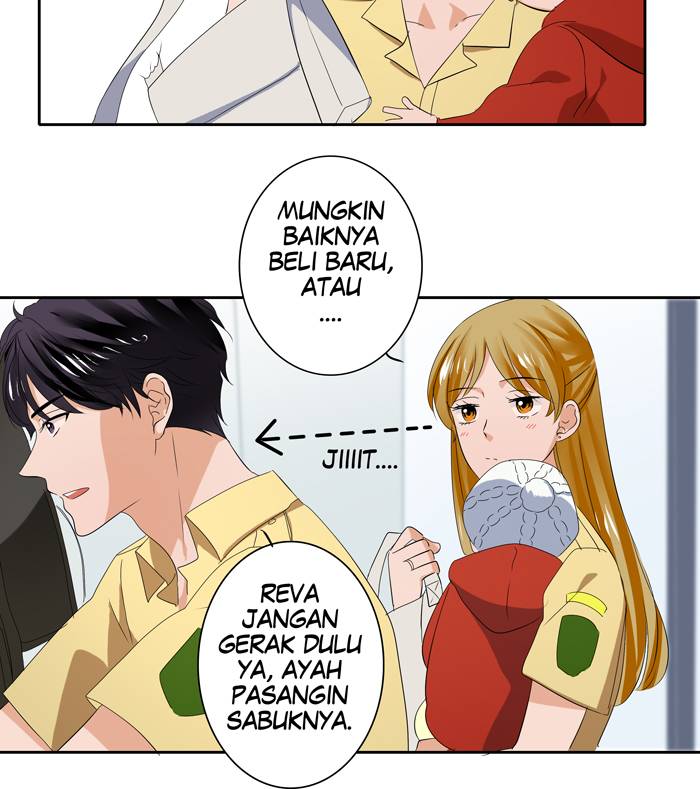 MUNGKIN
BAIKNYA
BELI BARU,
ATAU
....
JIIIIT....
REVA
JANGAN
GERAK DULU
YA, AYAH
PASANGIN
SABUKNYA.